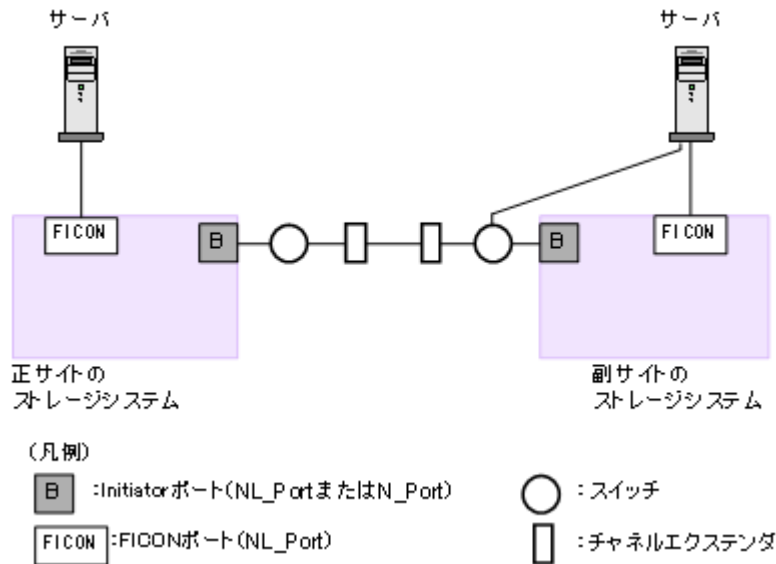 サーバ
サーバ
FICON
B
B
FICON
正サイトの
ストレージシステム
副サイトの
ストレージシステム
(凡例)
B :Initiatorポート(NL_PortまたはN_Port)
:スイッチ
FICON :FICONポート(NL_Port)
:チャネルエクステンダ